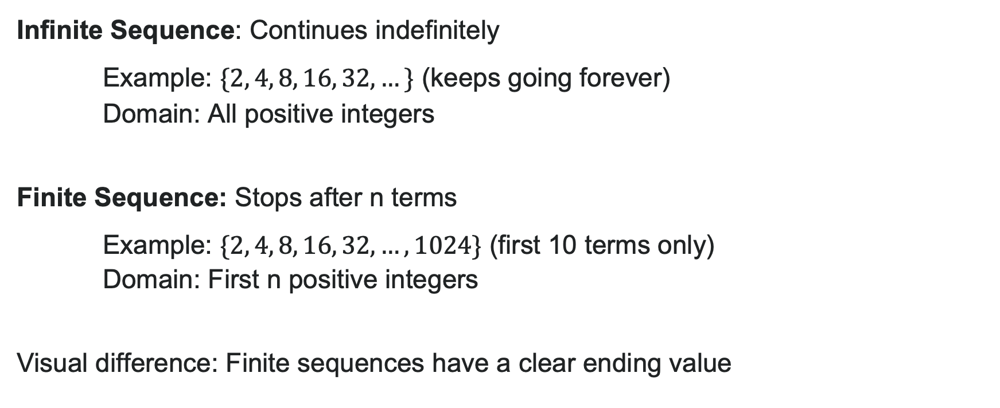 Infinite Sequence: Continues indefinitely
Example: {2, 4, 8, 16, 32, ... } (keeps going forever)
Domain: All positive integers
Finite Sequence: Stops after n terms
Example: {2, 4, 8, 16, 32, ... , 1024} (first 10 terms only)
Domain: First n positive integers
Visual difference: Finite sequences have a clear ending value